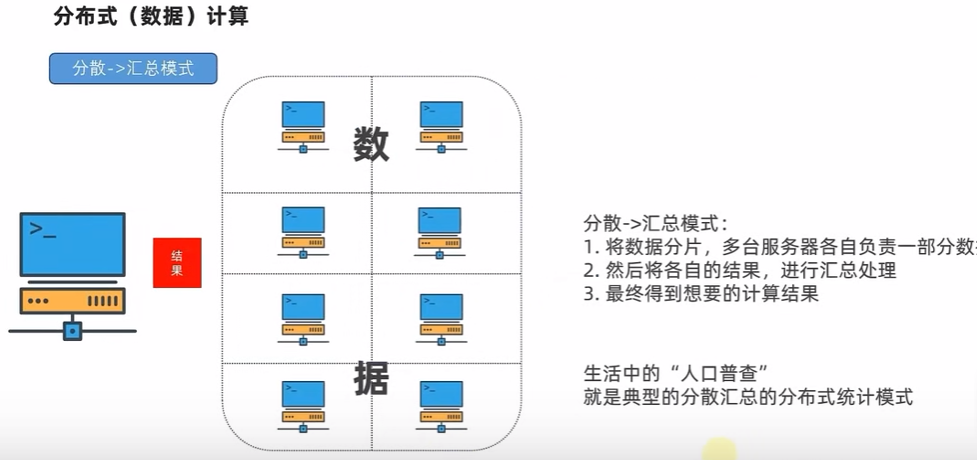 分布式（数据）计算
分散->汇总模式
数
结
果
据
分散->汇总模式：
1. 将数据分片，多台服务器各自负责一部分数
2. 然后将各自的结果，进行汇总处理
3. 最终得到想要的计算结果
生活中的“人口普查”
就是典型的分散汇总的分布式统计模式